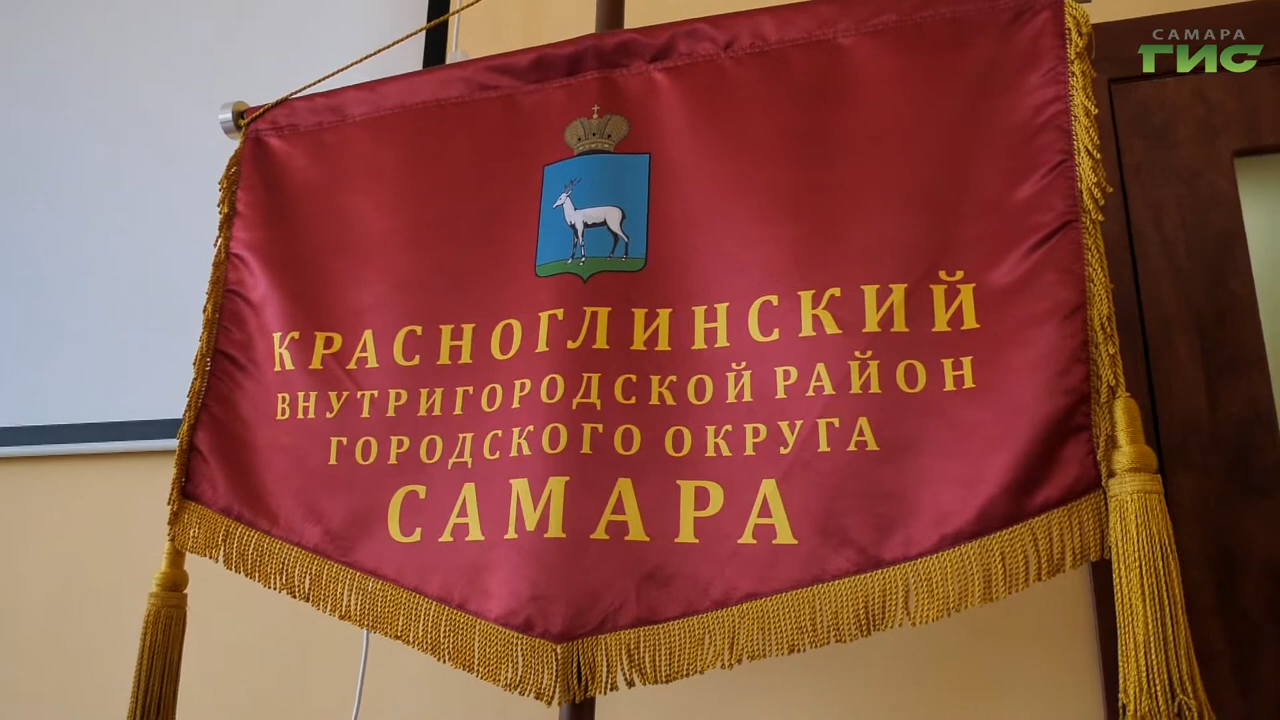 САМАРА
ГИС
КРАСНОГЛИНСКИЙ
ВНУТРИГОРОДСКОЙ РАЙОН
ГОРОДСКОГО ОКРУГА
САМАРА